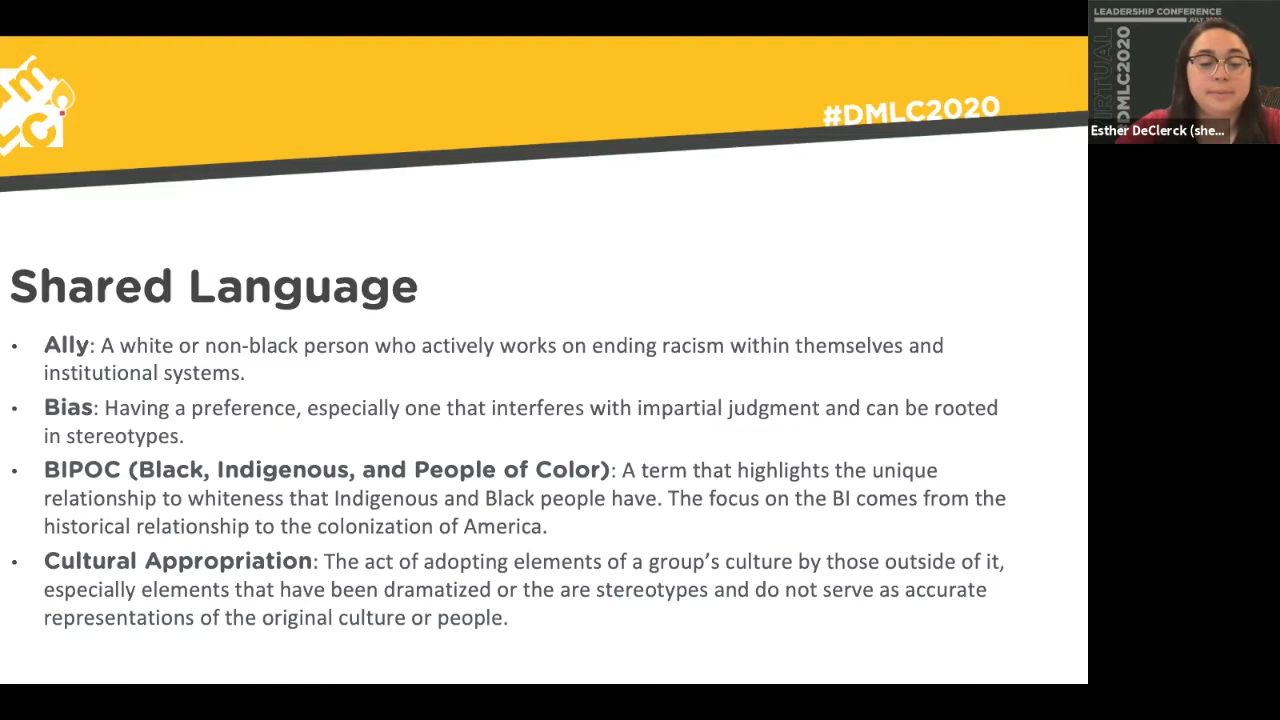 LEADERSHIP CONFERENCE
#DMLC2020
Esther DeClerck (she...
#DMLC2020
Shared Language
• Ally: A white or non-black person who actively works on ending racism within themselves and
institutional systems.
• Bias: Having a preference, especially one that interferes with impartial judgment and can be rooted
in stereotypes.
• BIPOC (Black, Indigenous, and People of Color): A term that highlights the unique
relationship to whiteness that Indigenous and Black people have. The focus on the BI comes from the
historical relationship to the colonization of America.
• Cultural Appropriation: The act of adopting elements of a group’s culture by those outside of it,
especially elements that have been dramatized or the are stereotypes and do not serve as accurate
representations of the original culture or people.